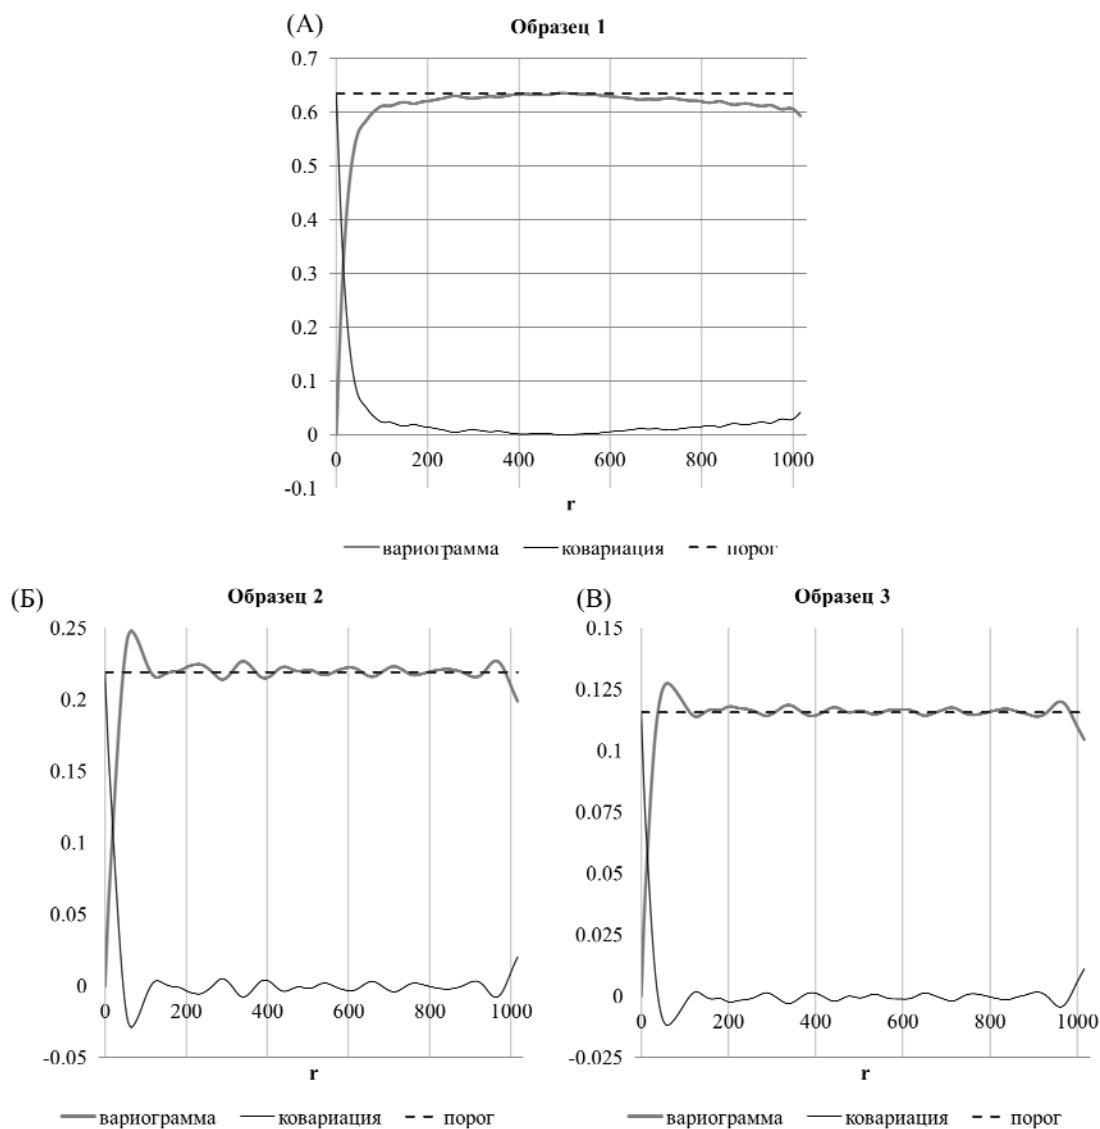 (А)
Образец 1
0.7
0.6
0.5
0.4
0.3
0.2
0.1
0
-0.1
0 200 400 600 800 1000
r
вариограмма ковариация порог
(Б)
Образец 2
0.25
0.2
0.15
0.1
0.05
0
-0.05
0 200 400 600 800 1000
r
вариограмма ковариация порог
(В)
Образец 3
0.15
0.125
0.1
0.075
0.05
0.025
0
-0.025
0 200 400 600 800 1000
r
вариограмма ковариация порог